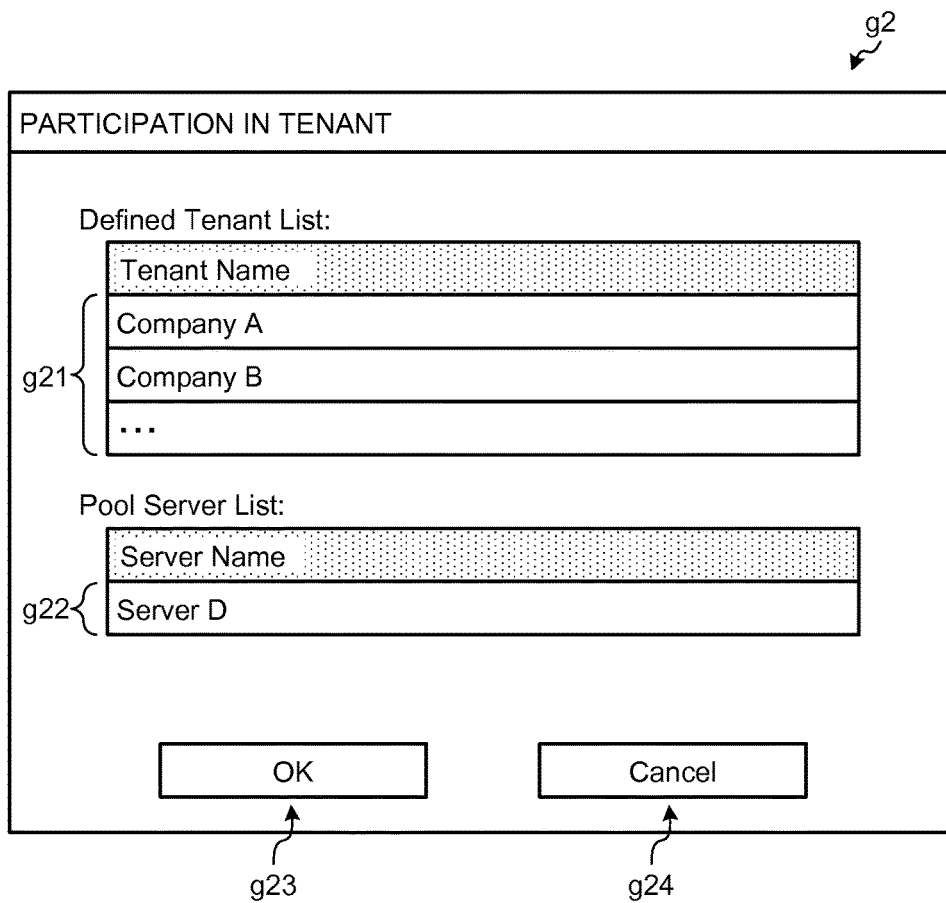 g2
PARTICIPATION IN TENANT
Defined Tenant List:
Tenant Name
Company A
g21
Company B
...
Pool Server List:
Server Name
g22
Server D
OK
Cancel
g23
g24